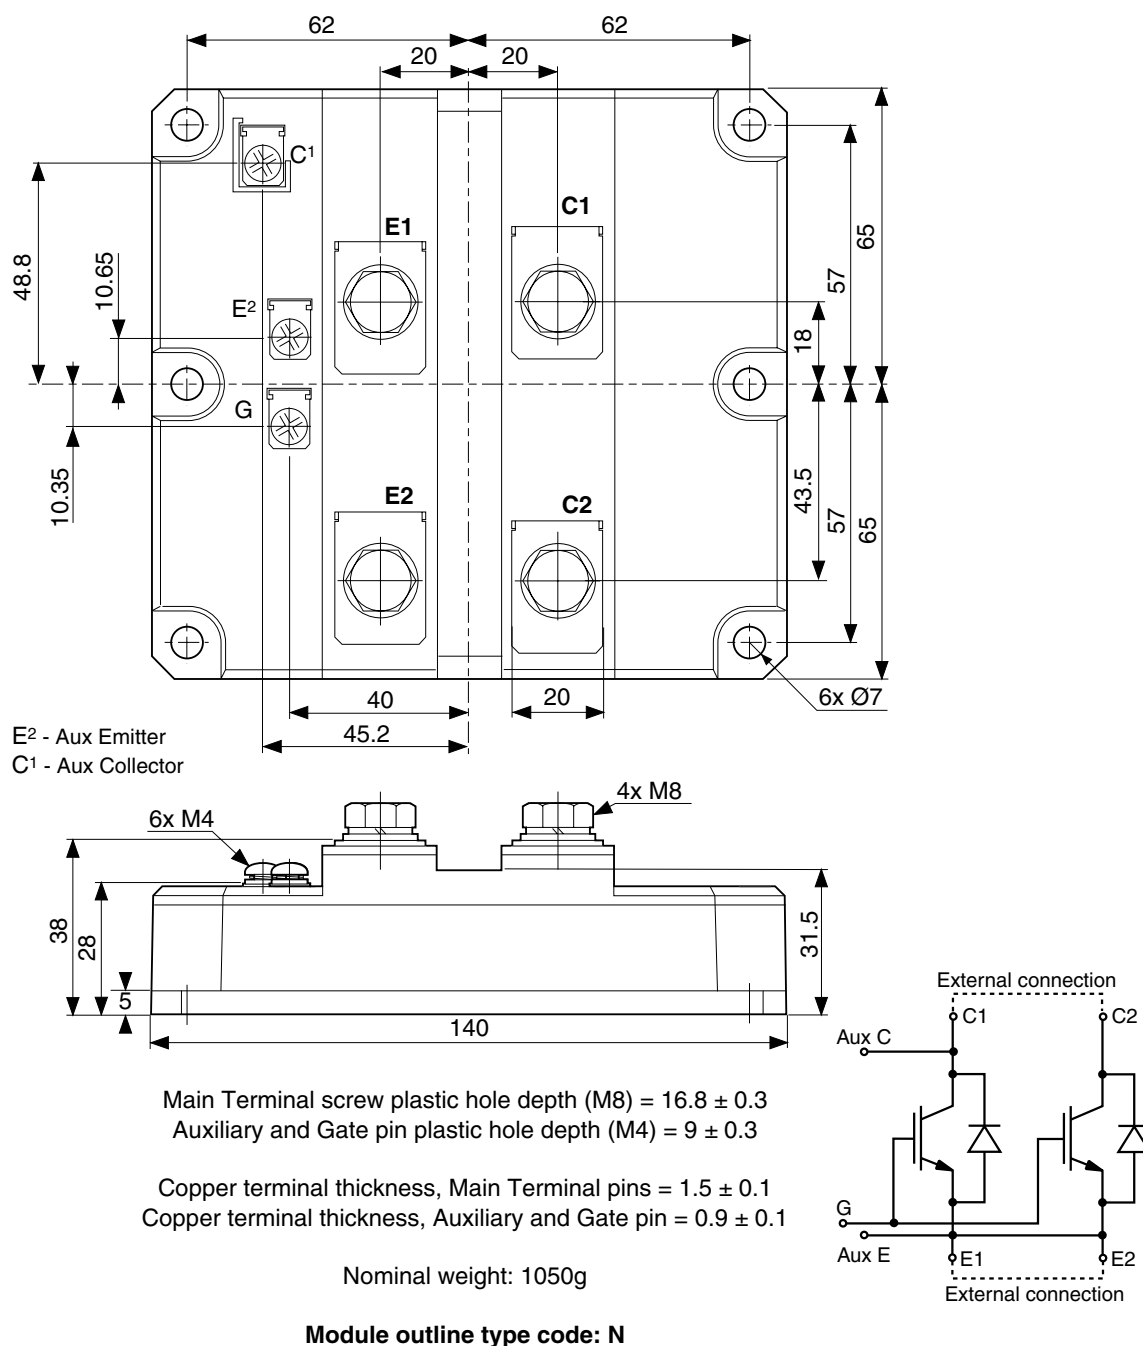 62
62
20
20
C1
E1
C1
48.8
10.65
E2
G
10.35
65
57
18
E2
C2
43.5
57
65
40
20
6x Ø7
45.2
E2 - Aux Emitter
C1 - Aux Collector
6x M4
4x M8
38
28
5
31.5
140
External connection
C1
C2
Aux C
G
Aux E
E1
E2
External connection
Main Terminal screw plastic hole depth (M8) = 16.8 ± 0.3
Auxiliary and Gate pin plastic hole depth (M4) = 9 ± 0.3
Copper terminal thickness, Main Terminal pins = 1.5 ± 0.1
Copper terminal thickness, Auxiliary and Gate pin = 0.9 ± 0.1
Nominal weight: 1050g
Module outline type code: N